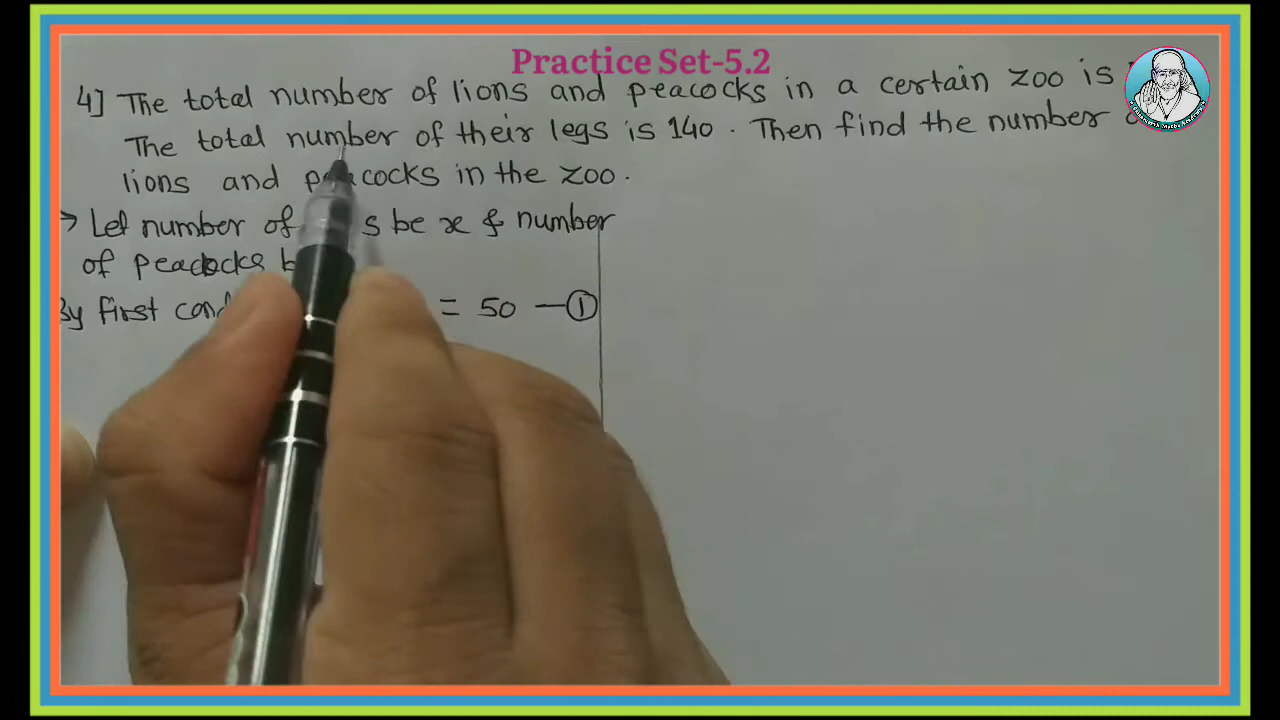 Practice Set-5.2
4] The total number of lions and peacocks in a certain zoo is
The total number of their legs is 140. Then find the number
lions and peacocks in the zoo.
→ Let number of s be x & number
of peacocks
By first = 50 —①